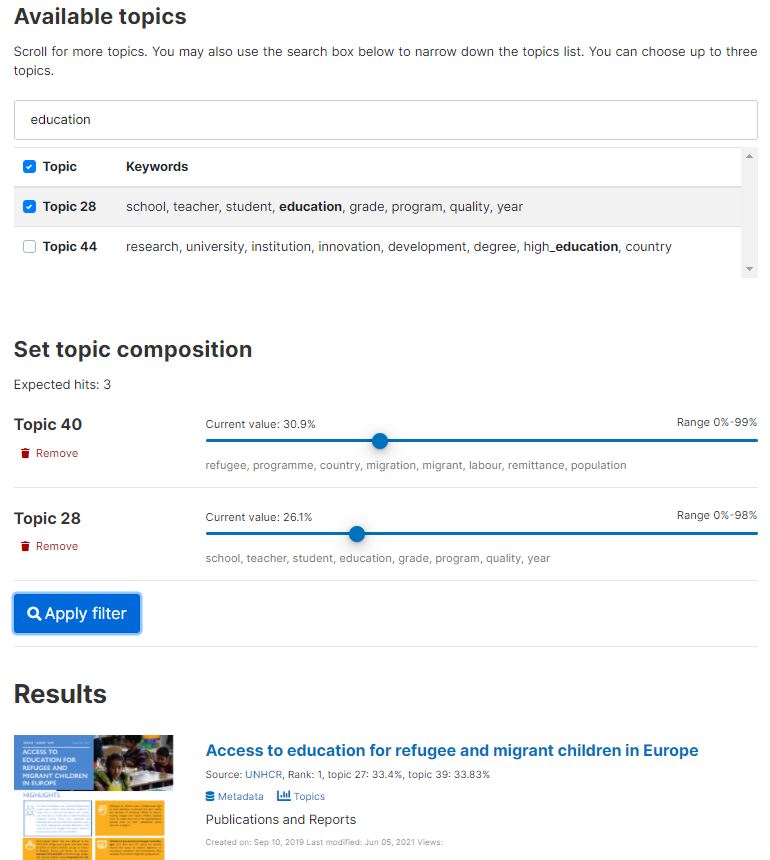 Available topics
Scroll for more topics. You may also use the search box below to narrow down the topics list. You can choose up to three
topics.
education
Topic Keywords
Topic 28 school, teacher, student, education, grade, program, quality, year
Topic 44 research, university, institution, innovation, development, degree, high_education, country
Set topic composition
Expected hits: 3
Topic 40 Current value: 30.9% Range 0%-99%
Remove
refugee, programme, country, migration, migrant, labour, remittance, population
Topic 28 Current value: 26.1% Range 0%-98%
Remove
school, teacher, student, education, grade, program, quality, year
Apply filter
Results
ACCESS TO
EDUCATION FOR
REFUGEE AND
MIGRANT CHILDREN
IN EUROPE
HIGHLIGHTS
Access to education for refugee and migrant children in Europe
Source: UNHCR, Rank: 1, topic 27: 33.4%, topic 39: 33.83%
Metadata Topics
Publications and Reports
Created on: Sep 10, 2019 Last modified: Jun 05, 2021 Views: